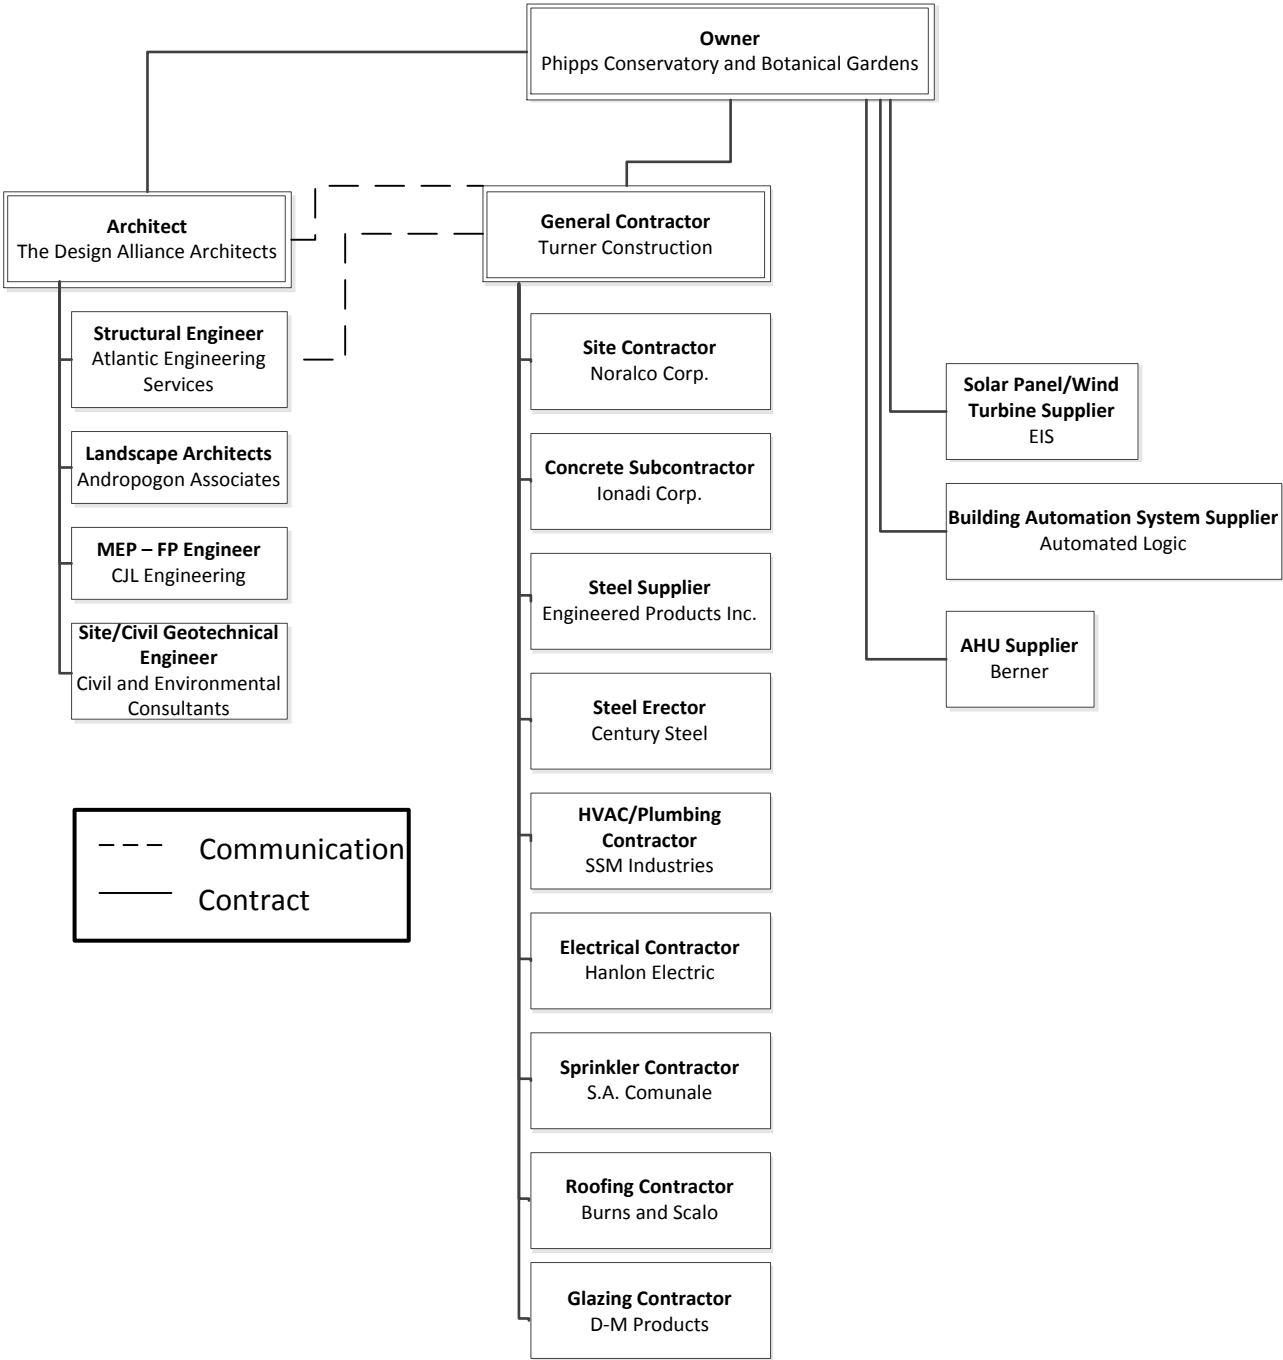 Owner
Phipps Conservatory and Botanical Gardens
Architect
The Design Alliance Architects
General Contractor
Turner Construction
Structural Engineer
Atlantic Engineering
Services
Landscape Architects
Andropogon Associates
MEP – FP Engineer
CJL Engineering
Site/Civil Geotechnical
Engineer
Civil and Environmental
Consultants
Site Contractor
Noralco Corp.
Concrete Subcontractor
Ionadi Corp.
Steel Supplier
Engineered Products Inc.
Steel Erector
Century Steel
HVAC/Plumbing
Contractor
SSM Industries
Electrical Contractor
Hanlon Electric
Sprinkler Contractor
S.A. Comunale
Roofing Contractor
Burns and Scalo
Glazing Contractor
D-M Products
Solar Panel/Wind
Turbine Supplier
EIS
Building Automation System Supplier
Automated Logic
AHU Supplier
Berner
Communication
Contract